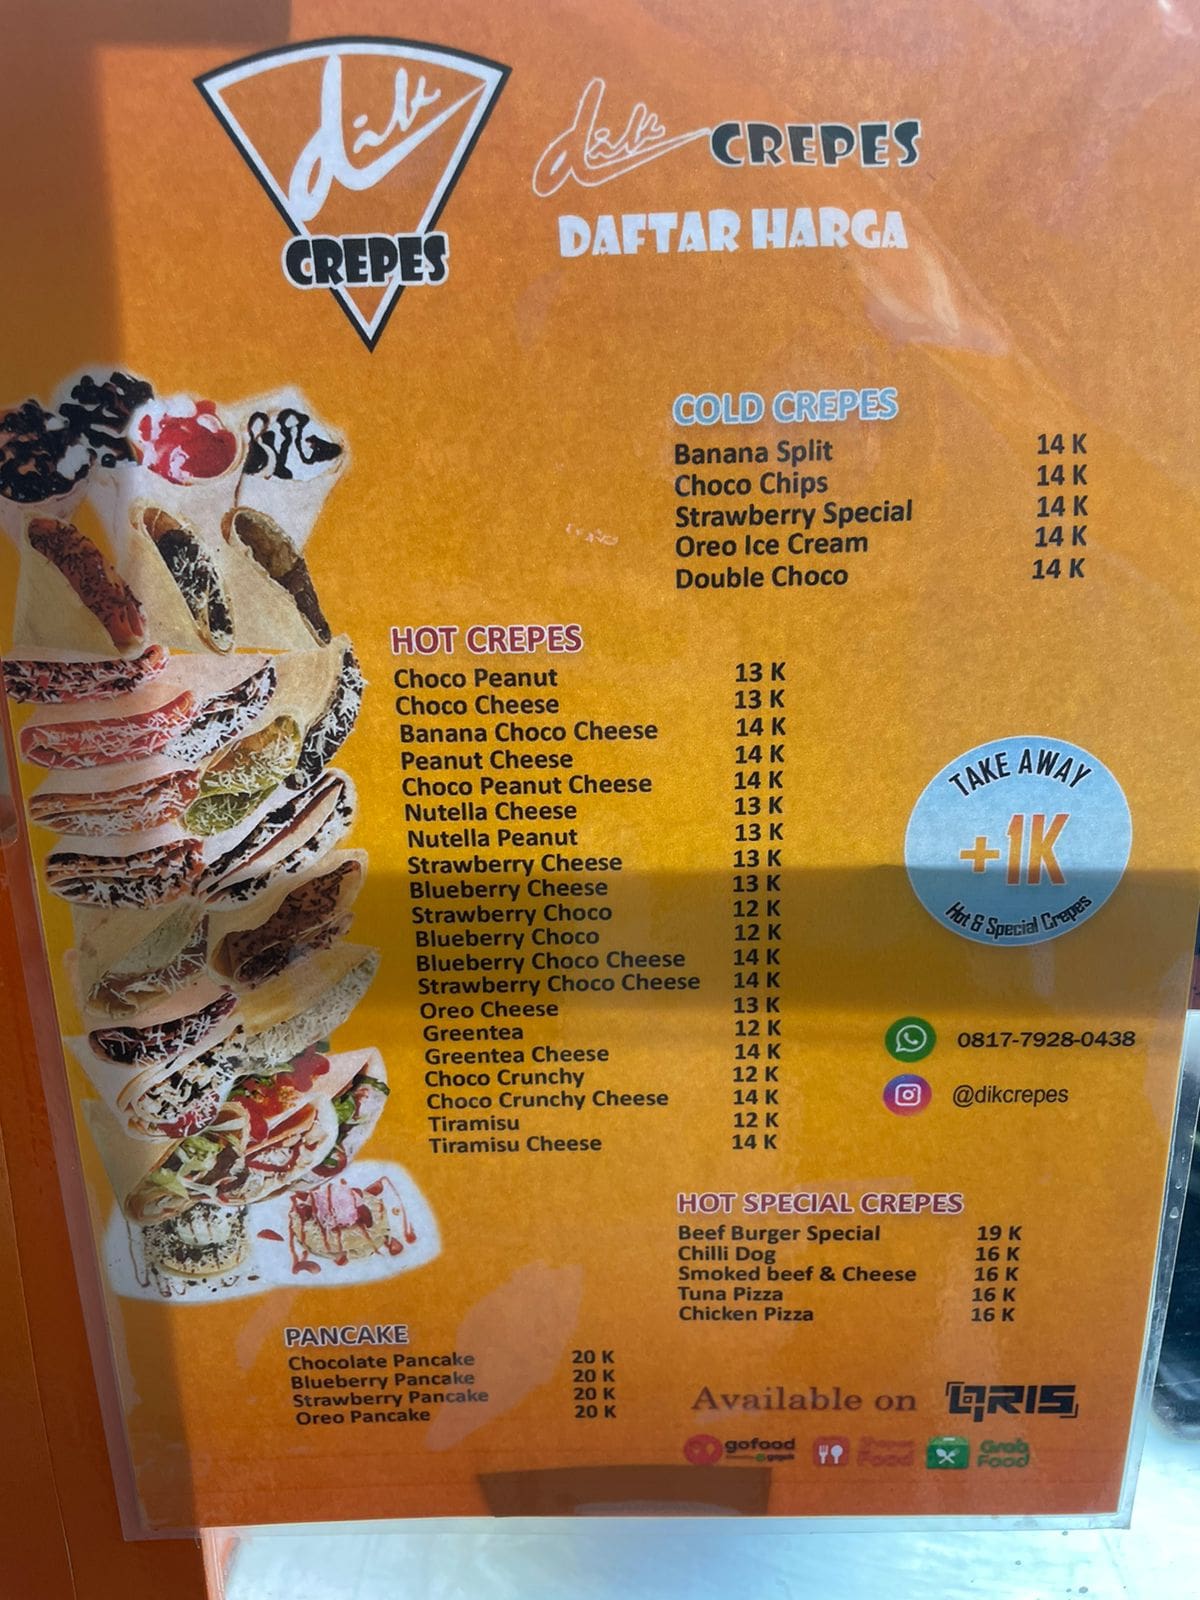 dik
CREPES
dik CREPES
DAFTAR HARGA
COLD CREPES
Banana Split 14 K
Choco Chips 14 K
Strawberry Special 14 K
Oreo Ice Cream 14 K
Double Choco 14 K
HOT CREPES
Choco Peanut 13 K
Choco Cheese 13 K
Banana Choco Cheese 14 K
Peanut Cheese 14 K
Choco Peanut Cheese 14 K
Nutella Cheese 13 K
Nutella Peanut 13 K
Strawberry Cheese 13 K
Blueberry Cheese 13 K
Strawberry Choco 12 K
Blueberry Choco 12 K
Blueberry Choco Cheese 14 K
Strawberry Choco Cheese 14 K
Oreo Cheese 13 K
Greentea 12 K
Greentea Cheese 14 K
Choco Crunchy 12 K
Choco Crunchy Cheese 14 K
Tiramisu 12 K
Tiramisu Cheese 14 K
TAKE AWAY
+1K
Hot & Special Crepes
0817-7928-0438
@dikcrepes
HOT SPECIAL CREPES
Beef Burger Special 19 K
Chilli Dog 16 K
Smoked beef & Cheese 16 K
Tuna Pizza 16 K
Chicken Pizza 16 K
PANCAKE
Chocolate Pancake 20 K
Blueberry Pancake 20 K
Strawberry Pancake 20 K
Oreo Pancake 20 K
Available on QRIS
gofood
Food
Grab
Food